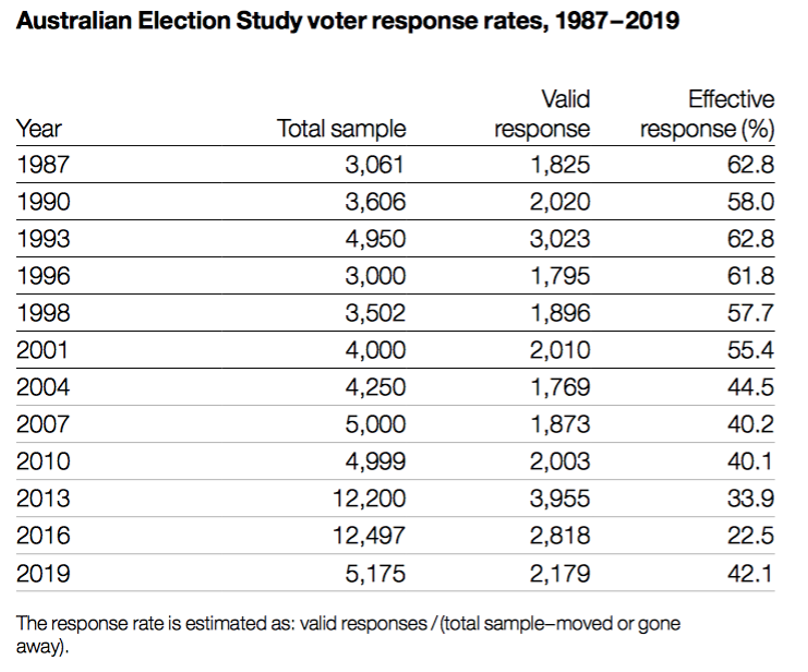 Australian Election Study voter response rates, 1987–2019
Valid Effective
Year Total sample response response (%)
1987 3,061 1,825 62.8
1990 3,606 2,020 58.0
1993 4,950 3,023 62.8
1996 3,000 1,795 61.8
1998 3,502 1,896 57.7
2001 4,000 2,010 55.4
2004 4,250 1,769 44.5
2007 5,000 1,873 40.2
2010 4,999 2,003 40.1
2013 12,200 3,955 33.9
2016 12,497 2,818 22.5
2019 5,175 2,179 42.1
The response rate is estimated as: valid responses/(total sample–moved or gone
away).